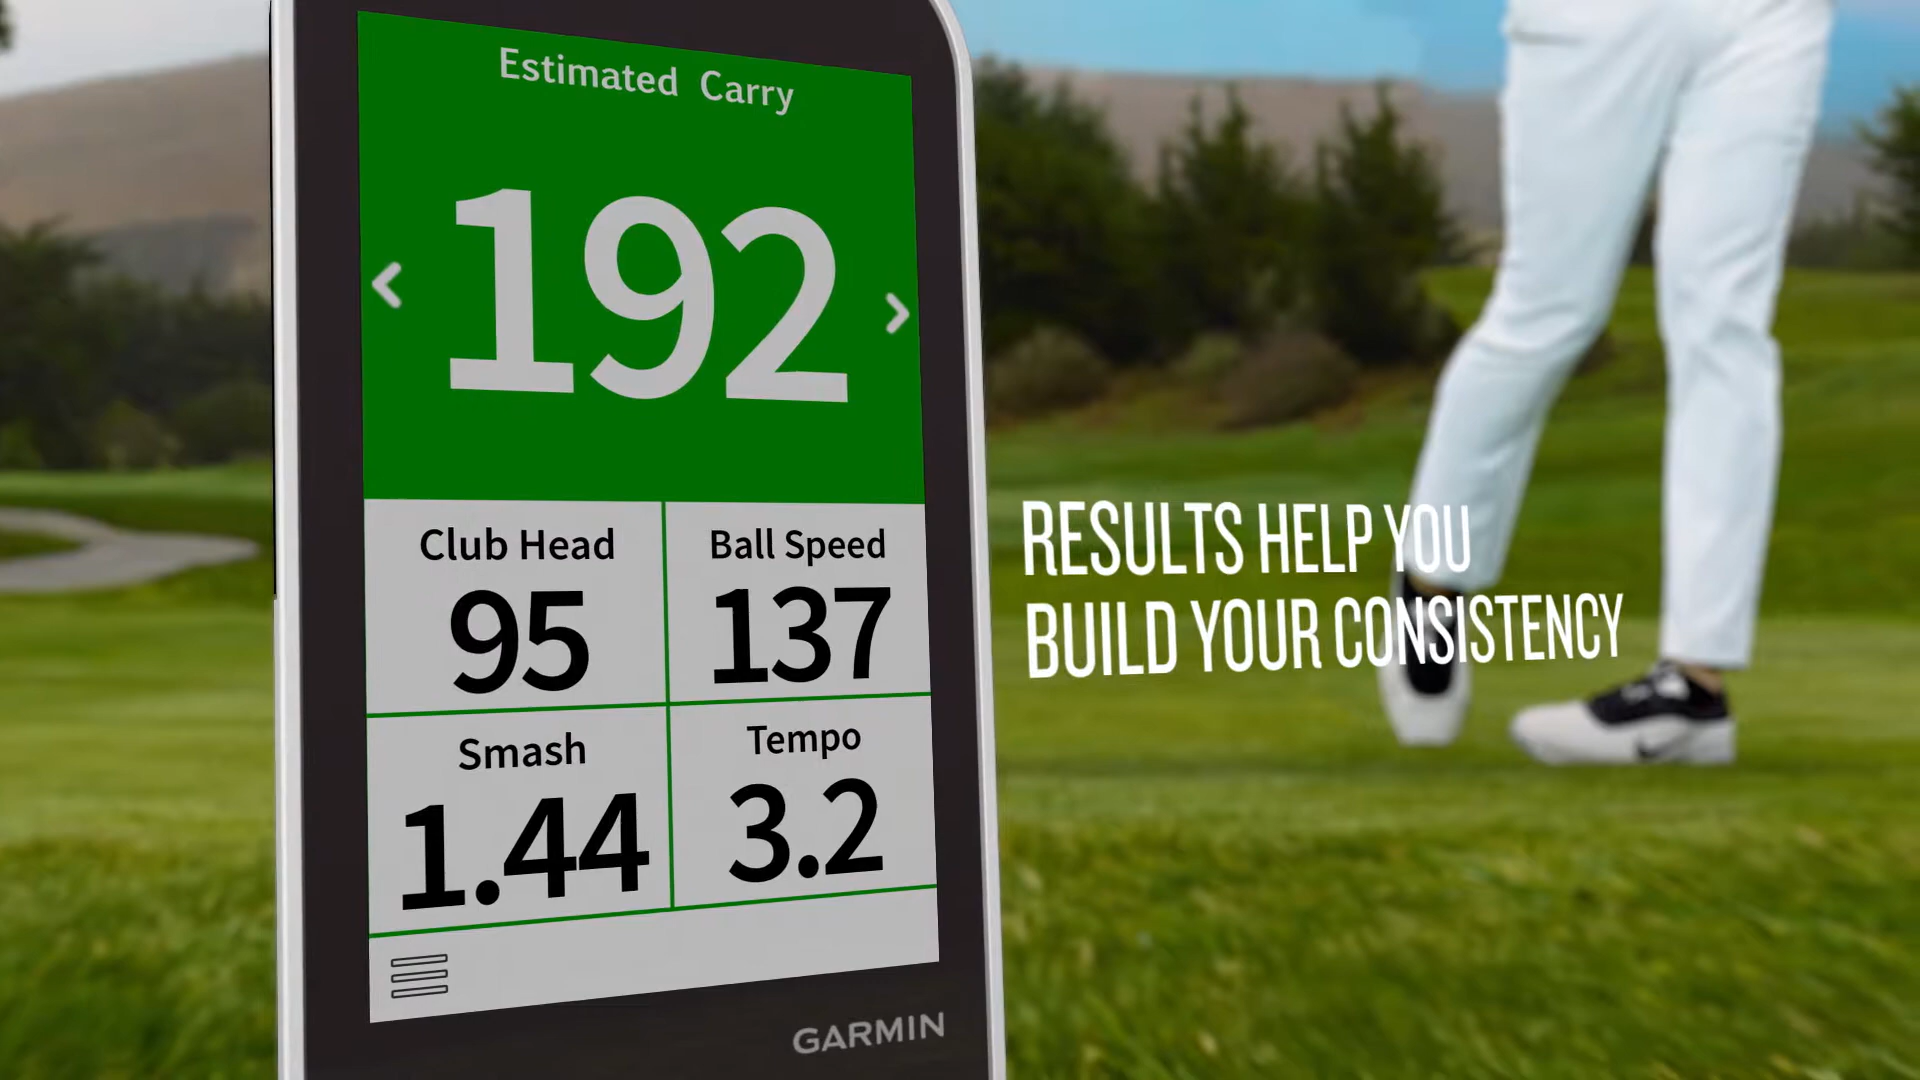 Estimated Carry
192
Club Head
95
Ball Speed
137
Smash
1.44
Tempo
3.2
GARMIN
RESULTS HELP YOU
BUILD YOUR CONSISTENCY